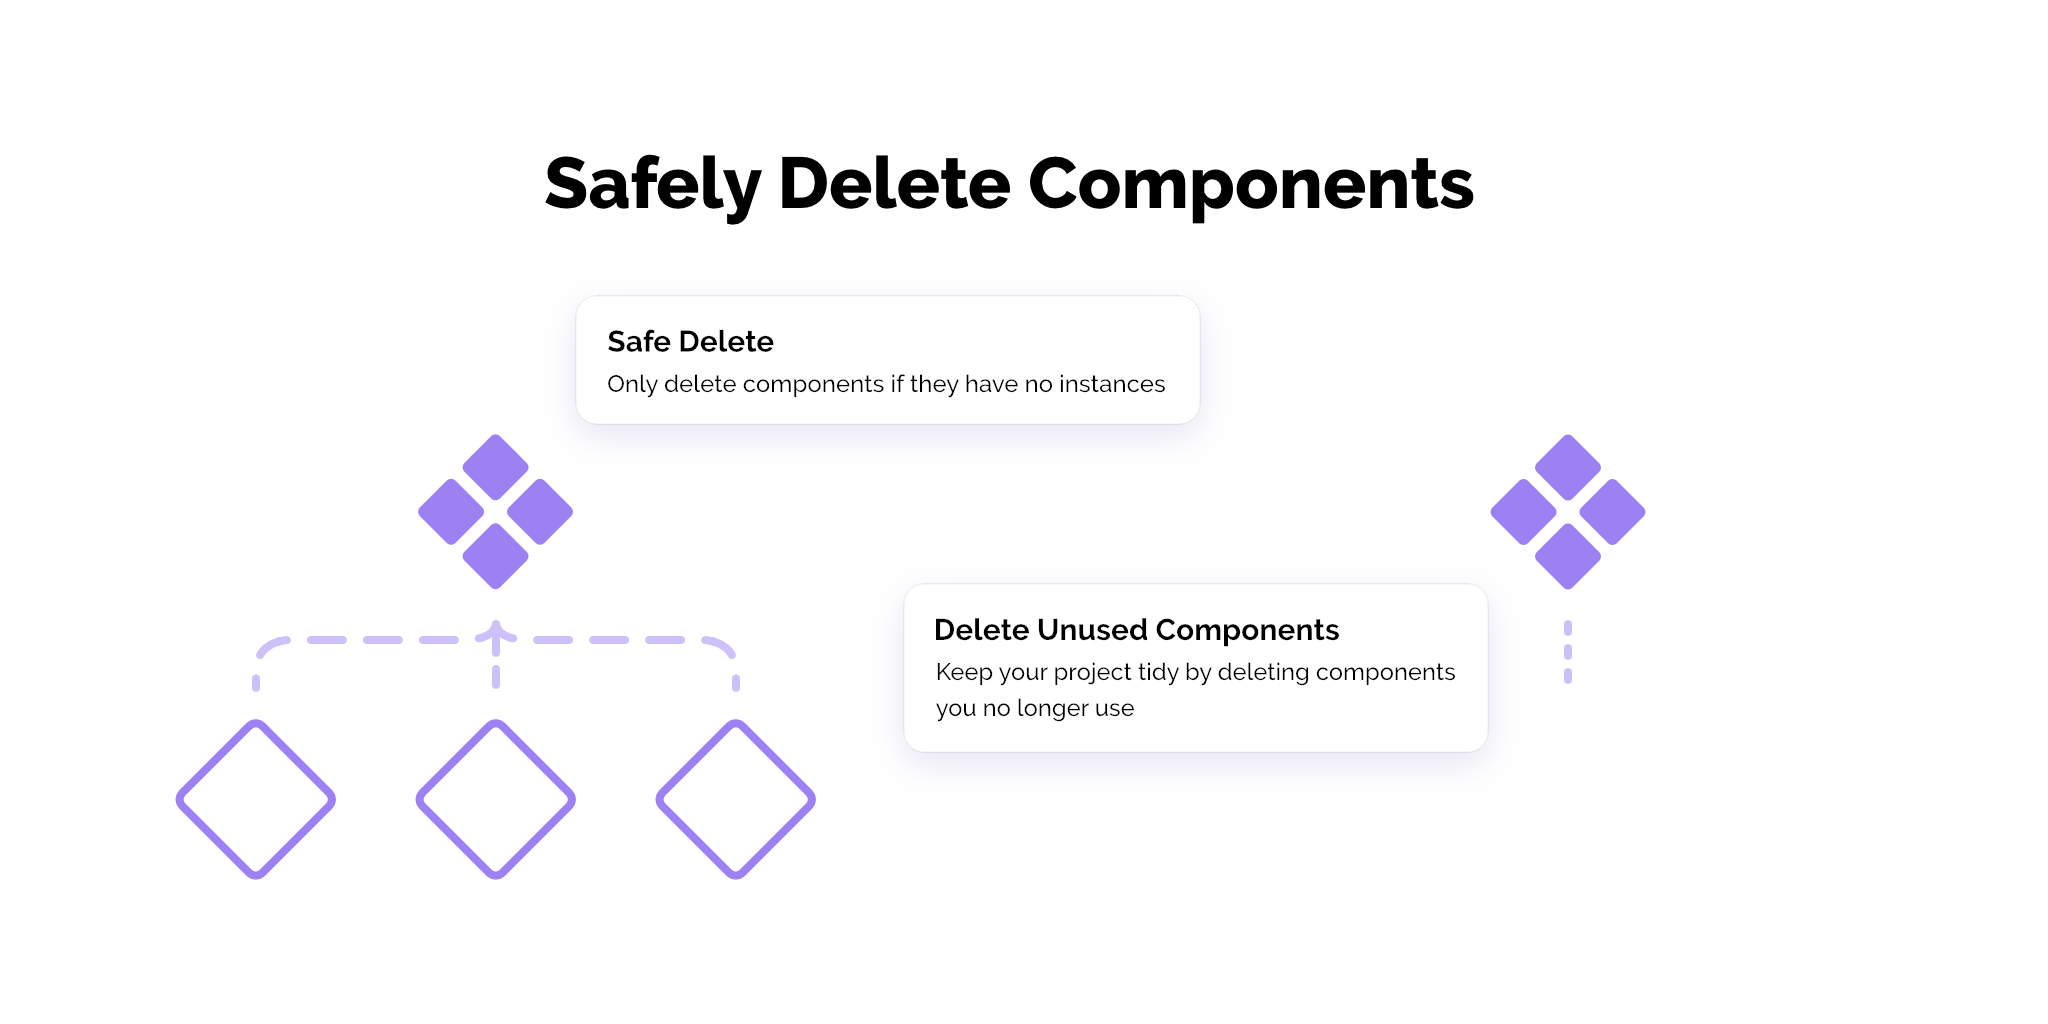 Safely Delete Components
Safe Delete
Only delete components if they have no instances
Delete Unused Components
Keep your project tidy by deleting components
you no longer use